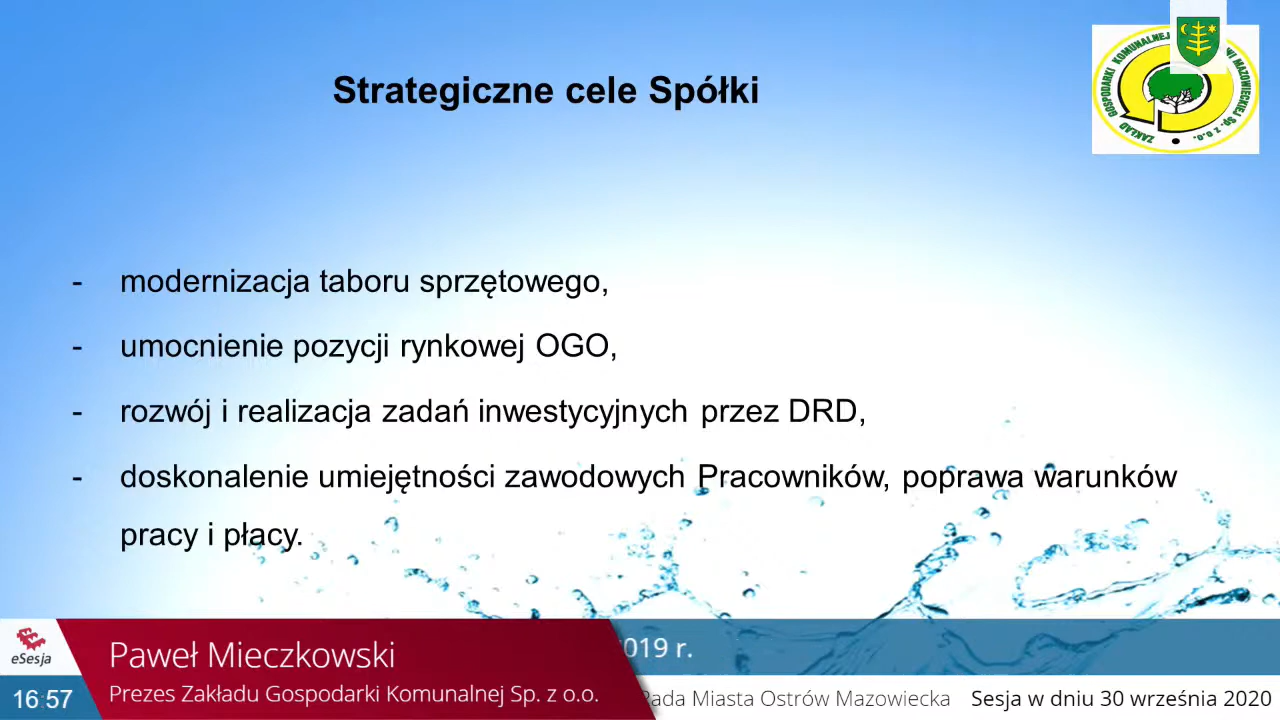 Strategiczne cele Spółki
ZAKŁAD GOSPODARKI KOMUNALNEJ
MAZOWIECKIEJ Sp. z o.o.
- modernizacja taboru sprzętowego,
- umocnienie pozycji rynkowej OGO,
- rozwój i realizacja zadań inwestycyjnych przez DRD,
- doskonalenie umiejętności zawodowych Pracowników, poprawa warunków
pracy i płacy.
eSesja
Paweł Mieczkowski
Prezes Zakładu Gospodarki Komunalnej Sp. z o.o.
2019 r.
16:57
Rada Miasta Ostrów Mazowiecka
Sesja w dniu 30 września 2020